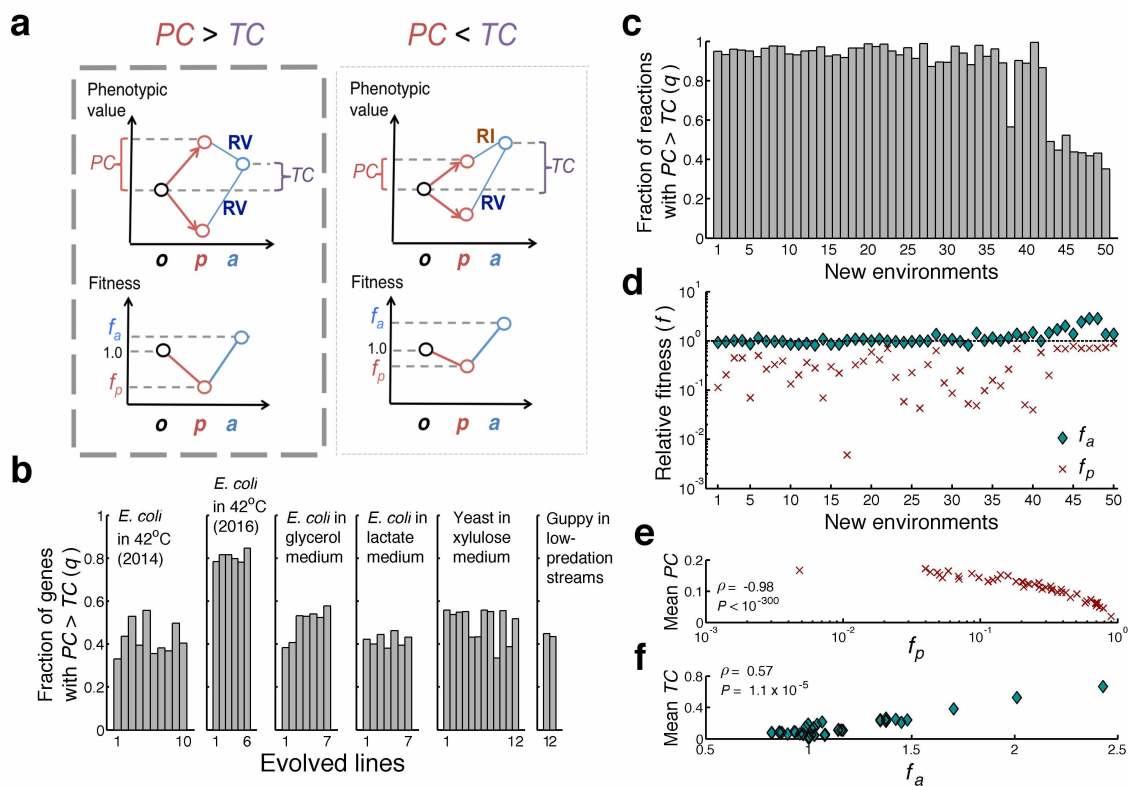 a
PC > TC
PC < TC
Phenotypic
value
PC
RV
RV
TC
o p a
Fitness
fa
1.0
fp
o p a
Phenotypic
value
PC
RI
RV
TC
o p a
Fitness
fa
1.0
fp
o p a
b
Fraction of genes
with PC > TC (q)
1
0.8
0.6
0.4
0.2
0
E. coli
in 42°C
(2014)
E. coli
in 42°C
(2016)
E. coli in
glycerol
medium
E. coli in
lactate
medium
Yeast in
xylulose
medium
Guppy in
low-
predation
streams
1 10
1 6
1 7
1 7
1 12
12
Evolved lines
c
Fraction of reactions
with PC > TC (q)
1
0.8
0.6
0.4
0.2
0
1 5 10 15 20 25 30 35 40 45 50
New environments
d
Relative fitness (f)
10¹
10⁰
10⁻¹
10⁻²
10⁻³
fa
fp
1 5 10 15 20 25 30 35 40 45 50
New environments
e
Mean PC
0.2
0.1
0
ρ = -0.98
P < 10⁻³⁰⁰
10⁻³ 10⁻² 10⁻¹ 10⁰
fp
f
Mean TC
0.8
0.4
0
ρ = 0.57
P = 1.1 x 10⁻⁵
0.5 1 1.5 2 2.5
fa